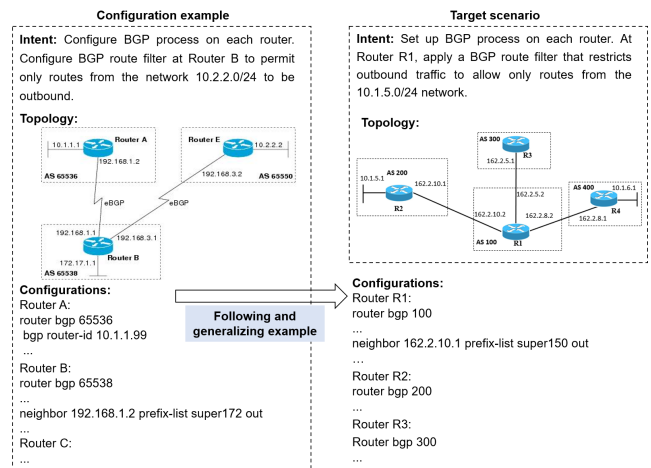 Configuration example
Intent: Configure BGP process on each router.
Configure BGP route filter at Router B to permit
only routes from the network 10.2.2.0/24 to be
outbound.
Topology:
10.1.1.1
Router A
192.168.1.2
AS 65536
Router E
10.2.2.2
192.168.3.2
AS 65550
eBGP
eBGP
192.168.1.1
192.168.3.1
Router B
172.17.1.1
AS 65538
Configurations:
Router A:
router bgp 65536
bgp router-id 10.1.1.99
...
Router B:
router bgp 65538
...
neighbor 192.168.1.2 prefix-list super172 out
...
Router C:
...
Following and
generalizing example
Target scenario
Intent: Set up BGP process on each router. At
Router R1, apply a BGP route filter that restricts
outbound traffic to allow only routes from the
10.1.5.0/24 network.
Topology:
AS 300
R3
162.2.5.1
10.1.5.1
AS 200
162.2.10.1
R2
162.2.5.2
AS 400
10.1.6.1
R4
162.2.8.1
162.2.10.2
162.2.8.2
AS 100
R1
Configurations:
Router R1:
router bgp 100
...
neighbor 162.2.10.1 prefix-list super150 out
...
Router R2:
router bgp 200
...
Router R3:
Router bgp 300
...